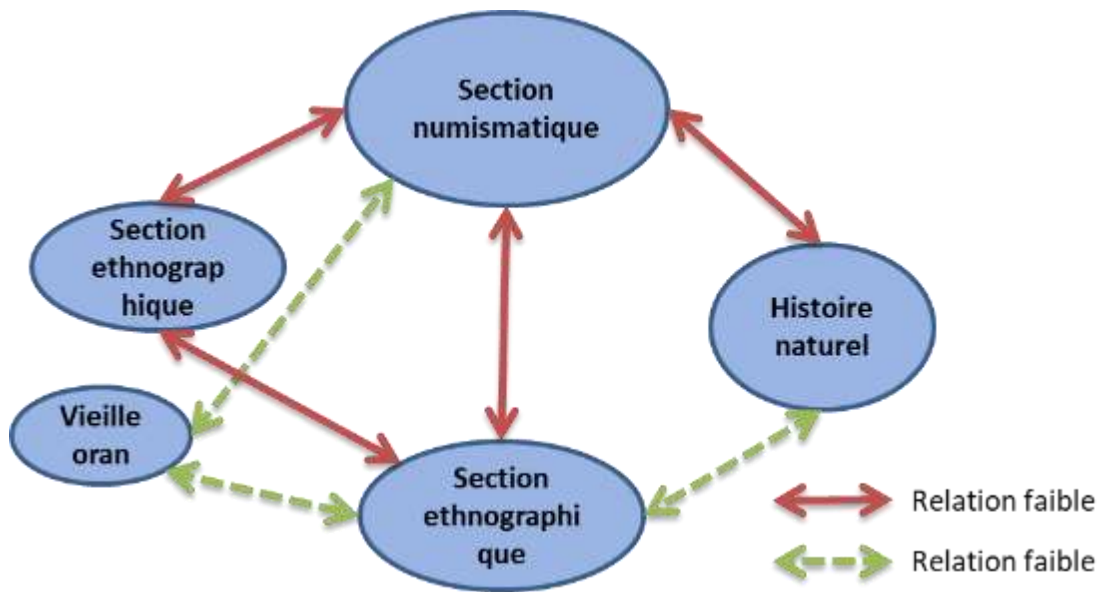 Section
numismatique
Section
ethnograp
hique
Histoire
naturel
Vieille
oran
Section
ethnographi
que
Relation faible
Relation faible